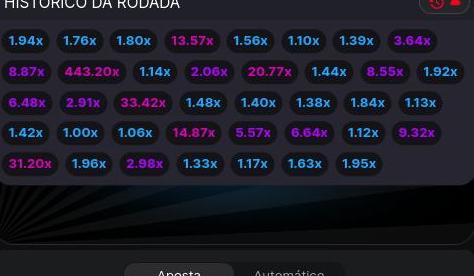 HISTÓRICO DA RODADA
1.94x 1.76x 1.80x 13.57x 1.56x 1.10x 1.39x 3.64x
8.87x 443.20x 1.14x 2.06x 20.77x 1.44x 8.55x 1.92x
6.48x 2.91x 33.42x 1.48x 1.40x 1.38x 1.84x 1.13x
1.42x 1.00x 1.06x 14.87x 5.57x 6.64x 1.12x 9.32x
31.20x 1.96x 2.98x 1.33x 1.17x 1.63x 1.95x
Aposta Automático